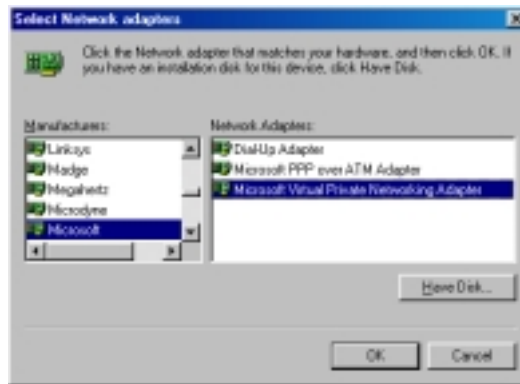 Select Network adapters
Click the Network adapter that matches your hardware, and then click OK. If
you have an installation disk for this device, click Have Disk.
Manufacturers:
Linksys
Madge
Megahertz
Microdyne
Microsoft
Network Adapters:
Dial-Up Adapter
Microsoft PPP over ATM Adapter
Microsoft Virtual Private Networking Adapter
Have Disk...
OK
Cancel